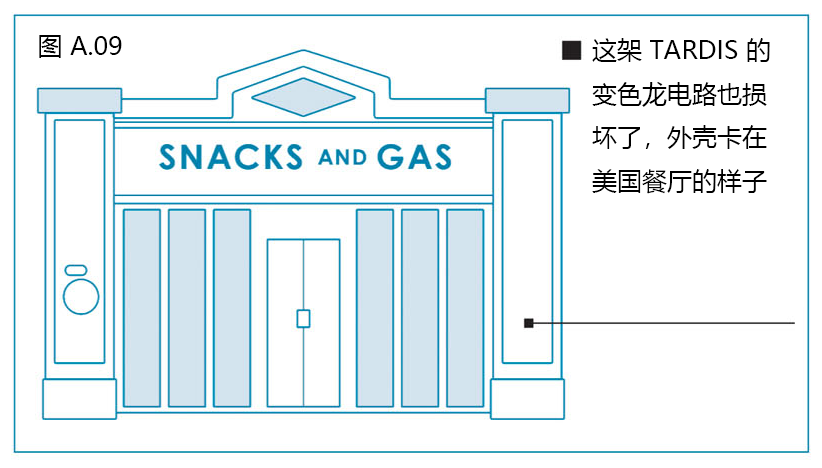 图 A.09
SNACKS AND GAS
■ 这架 TARDIS 的
变色龙电路也损
坏了，外壳卡在
美国餐厅的样子